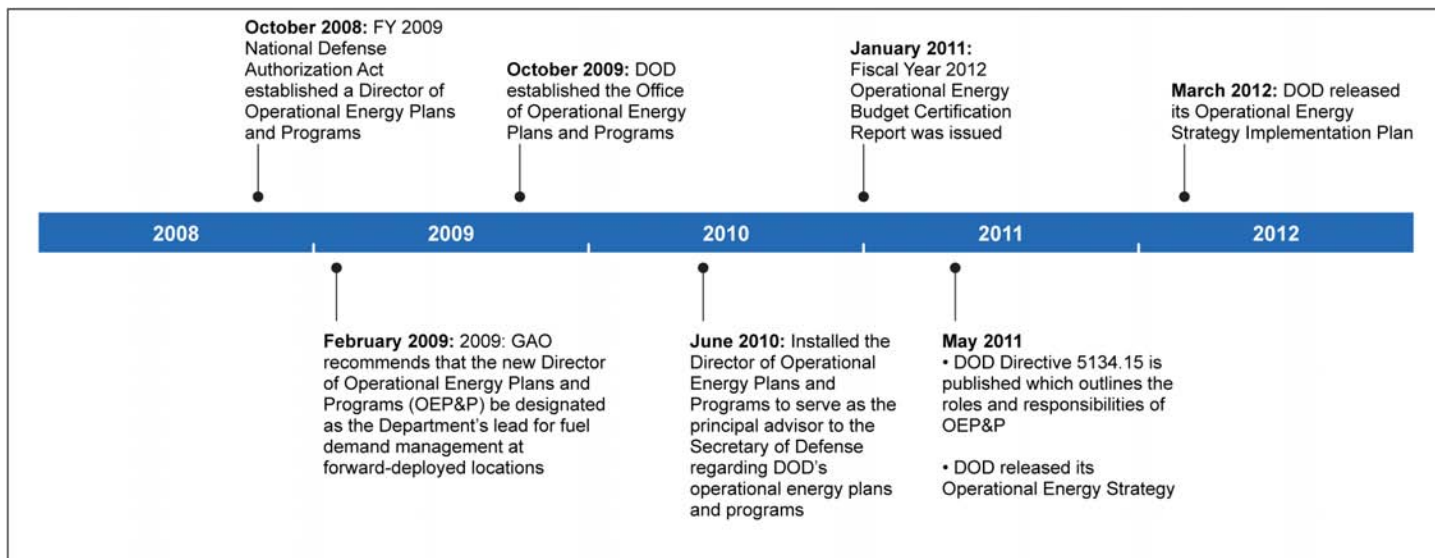 October 2008: FY 2009
National Defense
Authorization Act
established a Director of
Operational Energy Plans
and Programs
October 2009: DOD
established the Office
of Operational Energy
Plans and Programs
January 2011:
Fiscal Year 2012
Operational Energy
Budget Certification
Report was issued
March 2012: DOD released
its Operational Energy
Strategy Implementation Plan
2008
2009
2010
2011
2012
February 2009: 2009: GAO
recommends that the new Director
of Operational Energy Plans and
Programs (OEP&P) be designated
as the Department's lead for fuel
demand management at
forward-deployed locations
June 2010: Installed the
Director of Operational
Energy Plans and
Programs to serve as the
principal advisor to the
Secretary of Defense
regarding DOD's
operational energy plans
and programs
May 2011
• DOD Directive 5134.15 is
published which outlines the
roles and responsibilities of
OEP&P
• DOD released its
Operational Energy Strategy